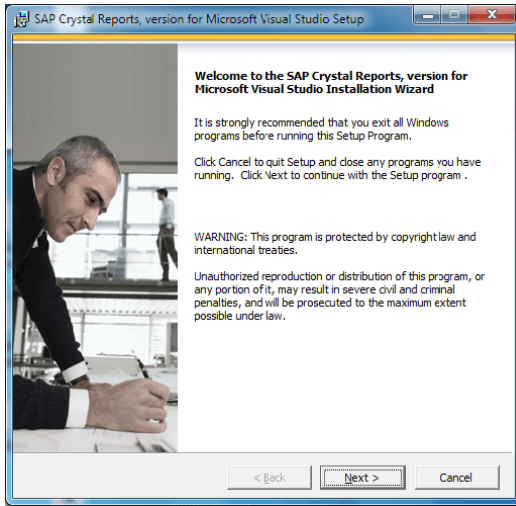 SAP Crystal Reports, version for Microsoft Visual Studio Setup
Welcome to the SAP Crystal Reports, version for
Microsoft Visual Studio Installation Wizard
It is strongly recommended that you exit all Windows
programs before running this Setup Program.
Click Cancel to quit Setup and close any programs you have
running. Click Next to continue with the Setup program .
WARNING: This program is protected by copyright law and
international treaties.
Unauthorized reproduction or distribution of this program, or
any portion of it, may result in severe civil and criminal
penalties, and will be prosecuted to the maximum extent
possible under law.
< Back Next > Cancel